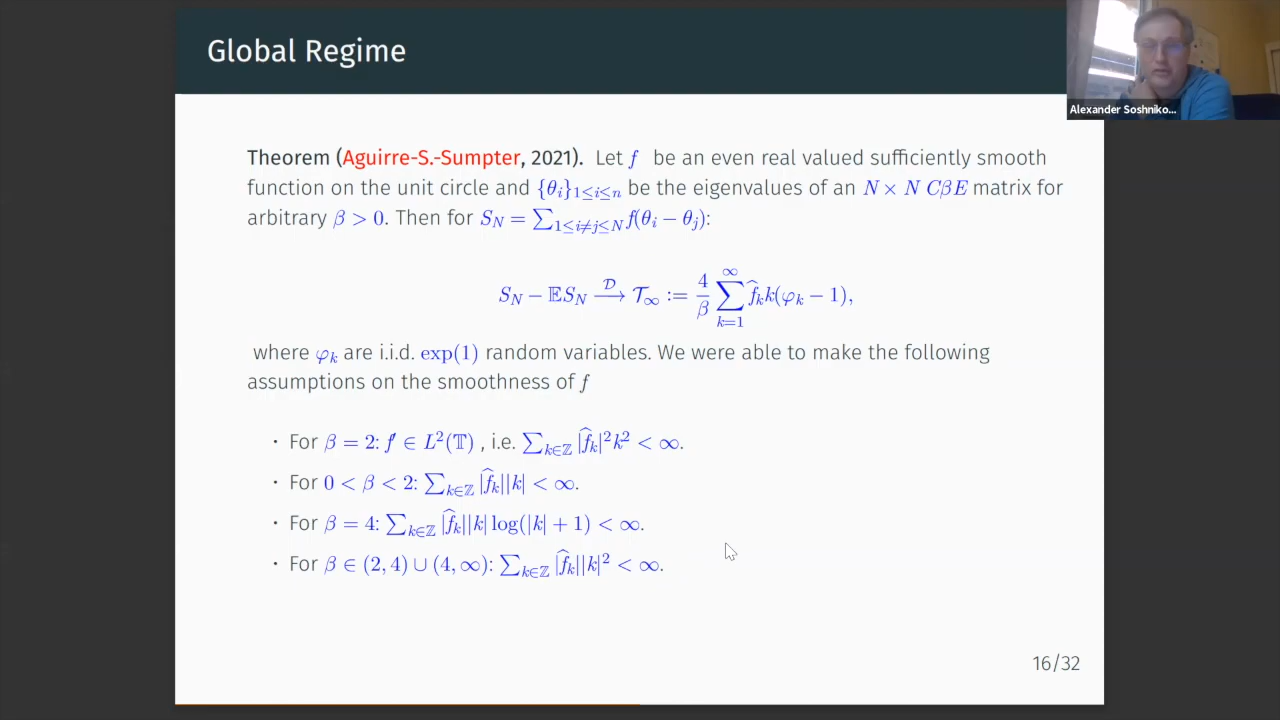 Global Regime
Alexander Soshniko...
Theorem (Aguirre-S.-Sumpter, 2021). Let f be an even real valued sufficiently smooth
function on the unit circle and {θ_i}_{1≤i≤n} be the eigenvalues of an N × N CβE matrix for
arbitrary β > 0. Then for S_N = ∑_{1≤i≠j≤N} f(θ_i − θ_j):
S_N − 𝔼S_N →^𝒟 𝒯_∞ := 4/β ∑_{k=1}^{∞} f̂_k k(φ_k − 1),
where φ_k are i.i.d. exp(1) random variables. We were able to make the following
assumptions on the smoothness of f
· For β = 2: f′ ∈ L²(𝕋) , i.e. ∑_{k∈ℤ} |f̂_k|²k² < ∞.
· For 0 < β < 2: ∑_{k∈ℤ} |f̂_k||k| < ∞.
· For β = 4: ∑_{k∈ℤ} |f̂_k||k| log(|k| + 1) < ∞.
· For β ∈ (2, 4) ∪ (4, ∞): ∑_{k∈ℤ} |f̂_k||k|² < ∞.
16/32